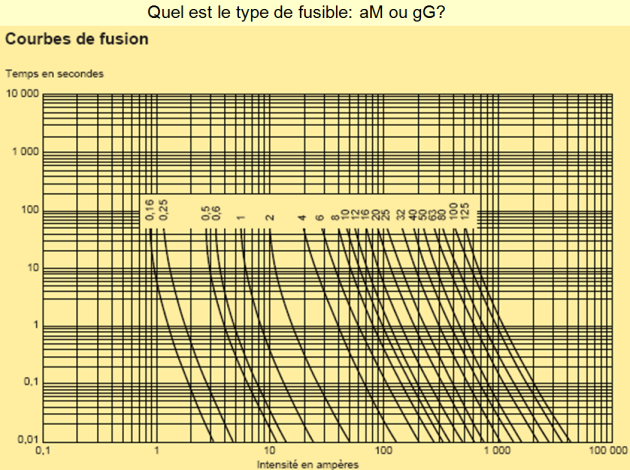 Quel est le type de fusible: aM ou gG?
Courbes de fusion
Temps en secondes
10 000
1 000
100
10
1
0,1
0,01
0,16 0,25 0,5 0,6 1 2 4 6 8 10 12 16 20 25 32 40 50 63 80 100 125
0,1 1 10 100 1 000 100 000
Intensité en ampères